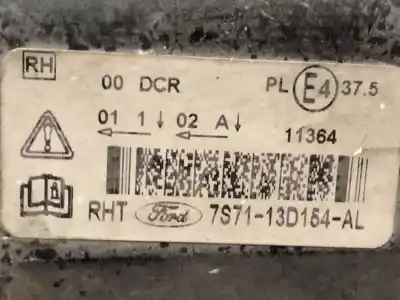 RH
00 DCR PL E4 37.5
01 1↓ 02 A↓
11364
RHT Ford 7S71-13D154-AL